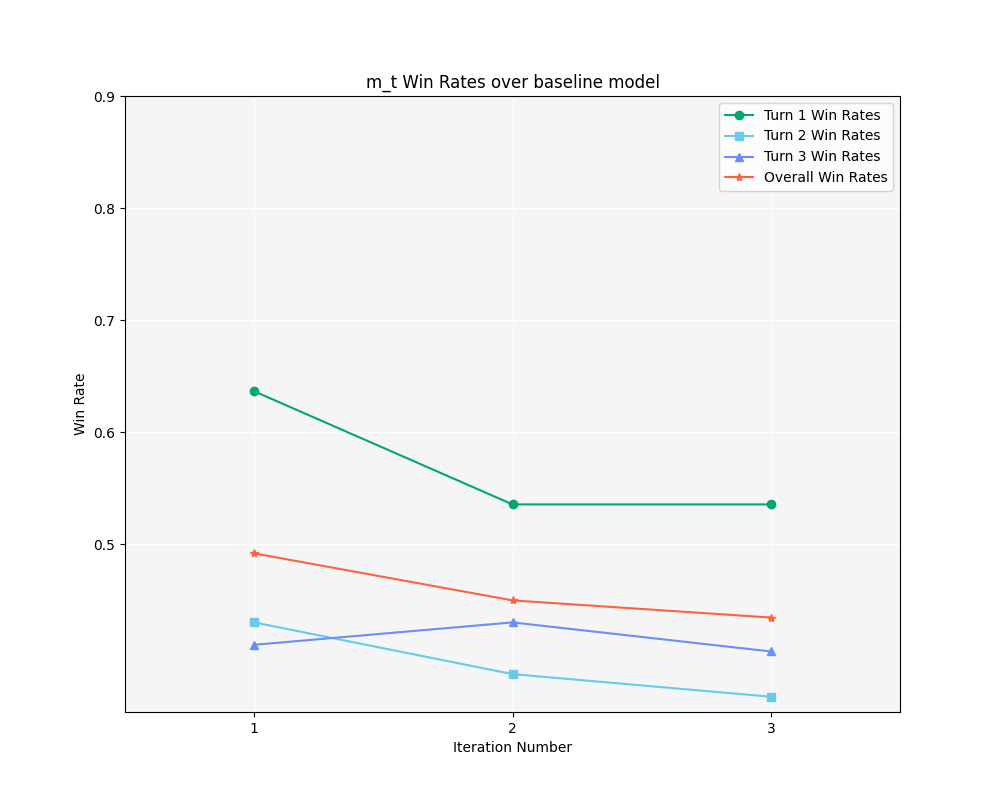 m_t Win Rates over baseline model
0.9
0.8
0.7
0.6
0.5
Win Rate
Turn 1 Win Rates
Turn 2 Win Rates
Turn 3 Win Rates
Overall Win Rates
1
2
3
Iteration Number